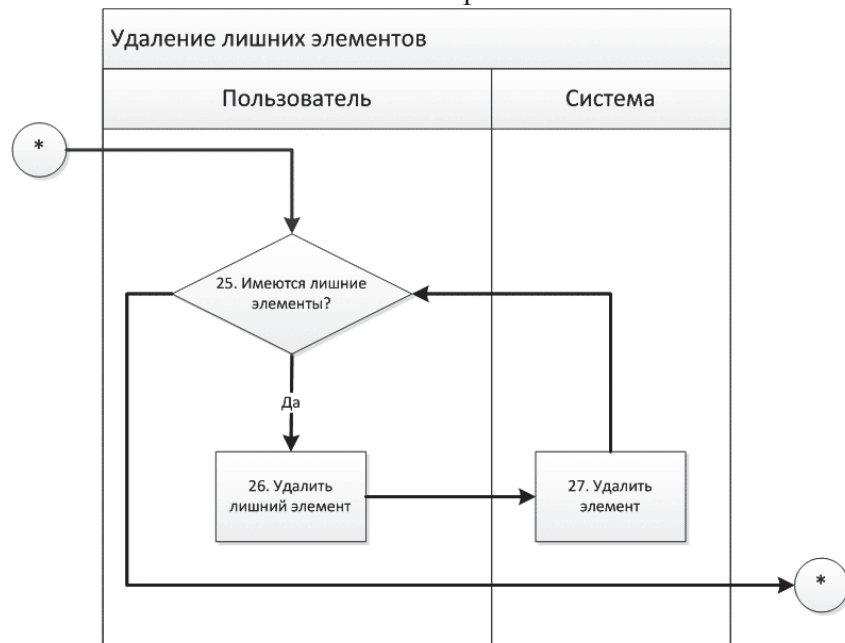 Удаление лишних элементов
Пользователь
Система
*
25. Имеются лишние
элементы?
Да
26. Удалить
лишний элемент
27. Удалить
элемент
*